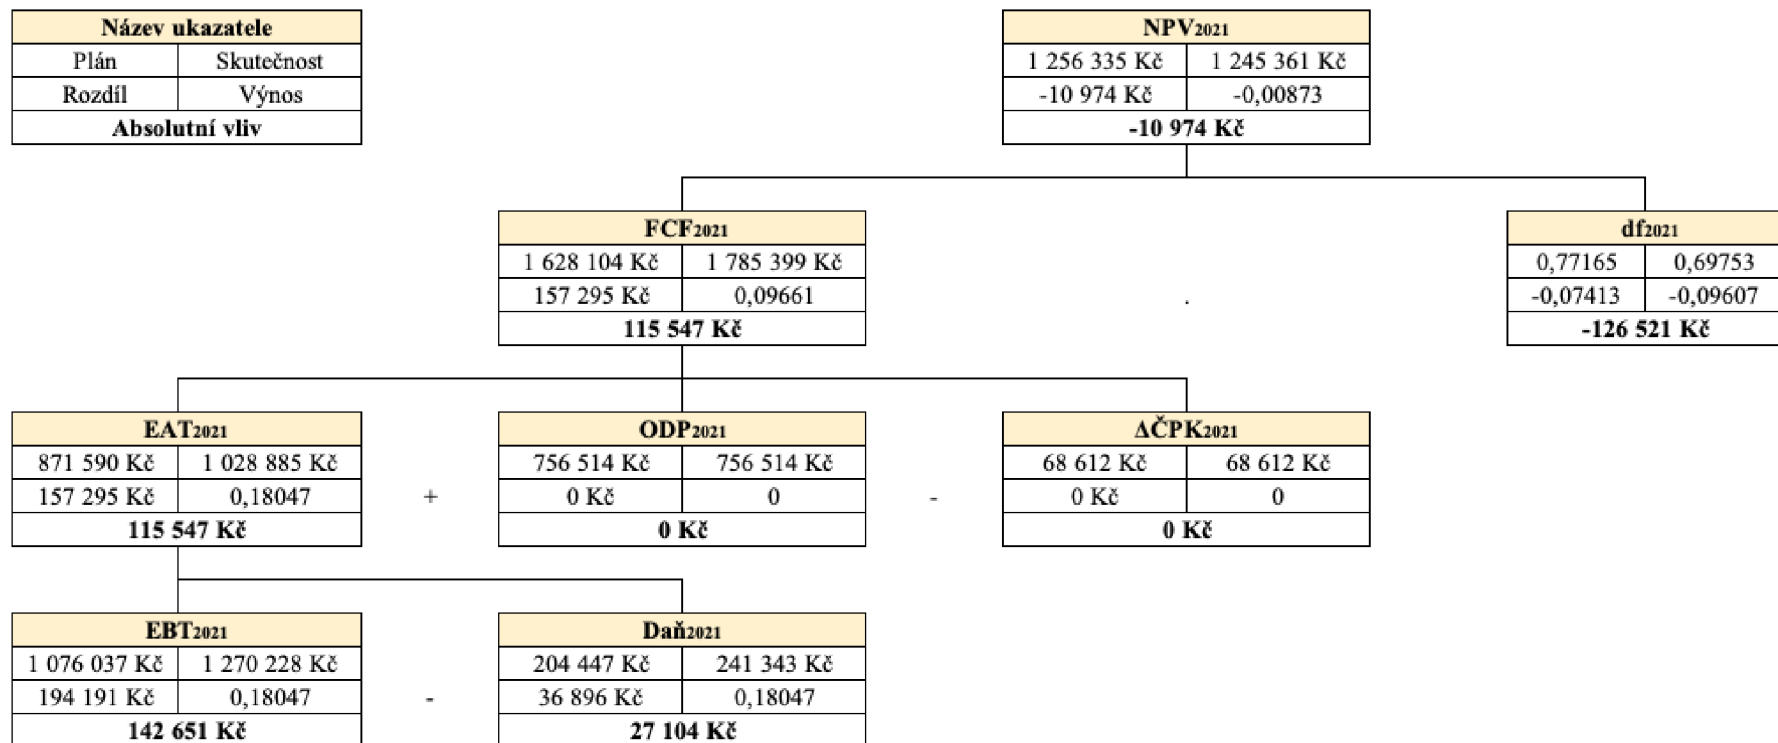 Název ukazatele
Plán Skutečnost
Rozdíl Výnos
Absolutní vliv
NPV2021
1 256 335 Kč 1 245 361 Kč
-10 974 Kč -0,00873
-10 974 Kč
FCF2021
1 628 104 Kč 1 785 399 Kč
157 295 Kč 0,09661
115 547 Kč
.
df2021
0,77165 0,69753
-0,07413 -0,09607
-126 521 Kč
EAT2021
871 590 Kč 1 028 885 Kč
157 295 Kč 0,18047
115 547 Kč
+
ODP2021
756 514 Kč 756 514 Kč
0 Kč 0
0 Kč
-
ΔČPK2021
68 612 Kč 68 612 Kč
0 Kč 0
0 Kč
EBT2021
1 076 037 Kč 1 270 228 Kč
194 191 Kč 0,18047
142 651 Kč
-
Daň2021
204 447 Kč 241 343 Kč
36 896 Kč 0,18047
27 104 Kč